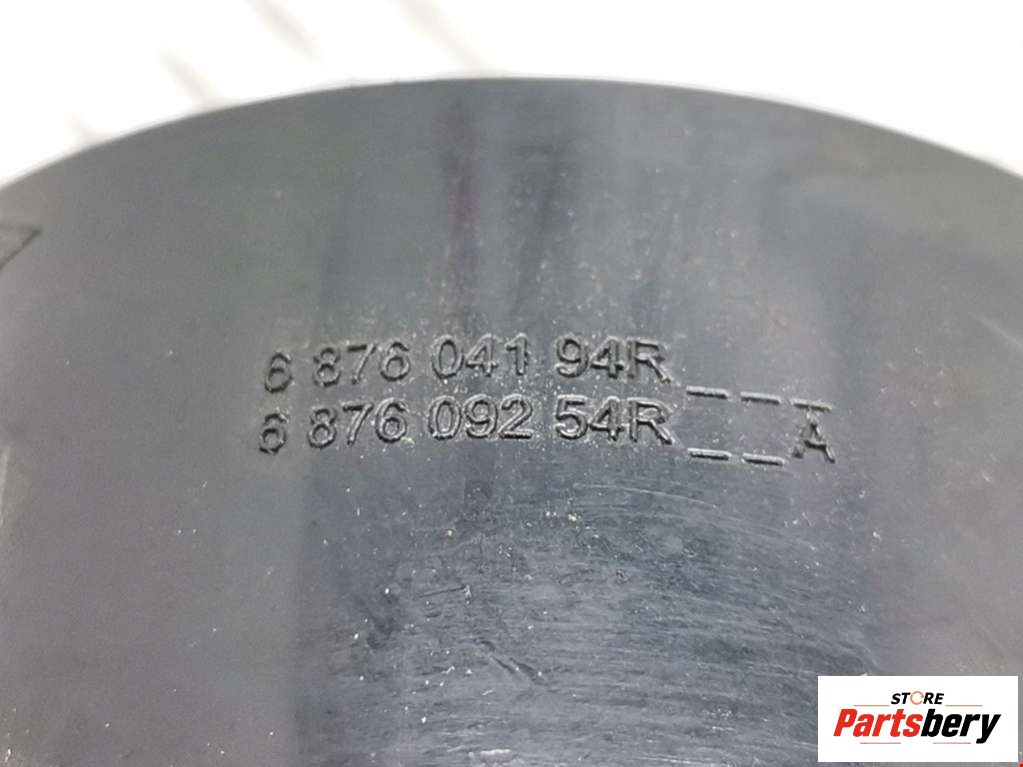 6 876 041 94R _ _ _
6 876 092 54R _ _ A
STORE
Partsbery